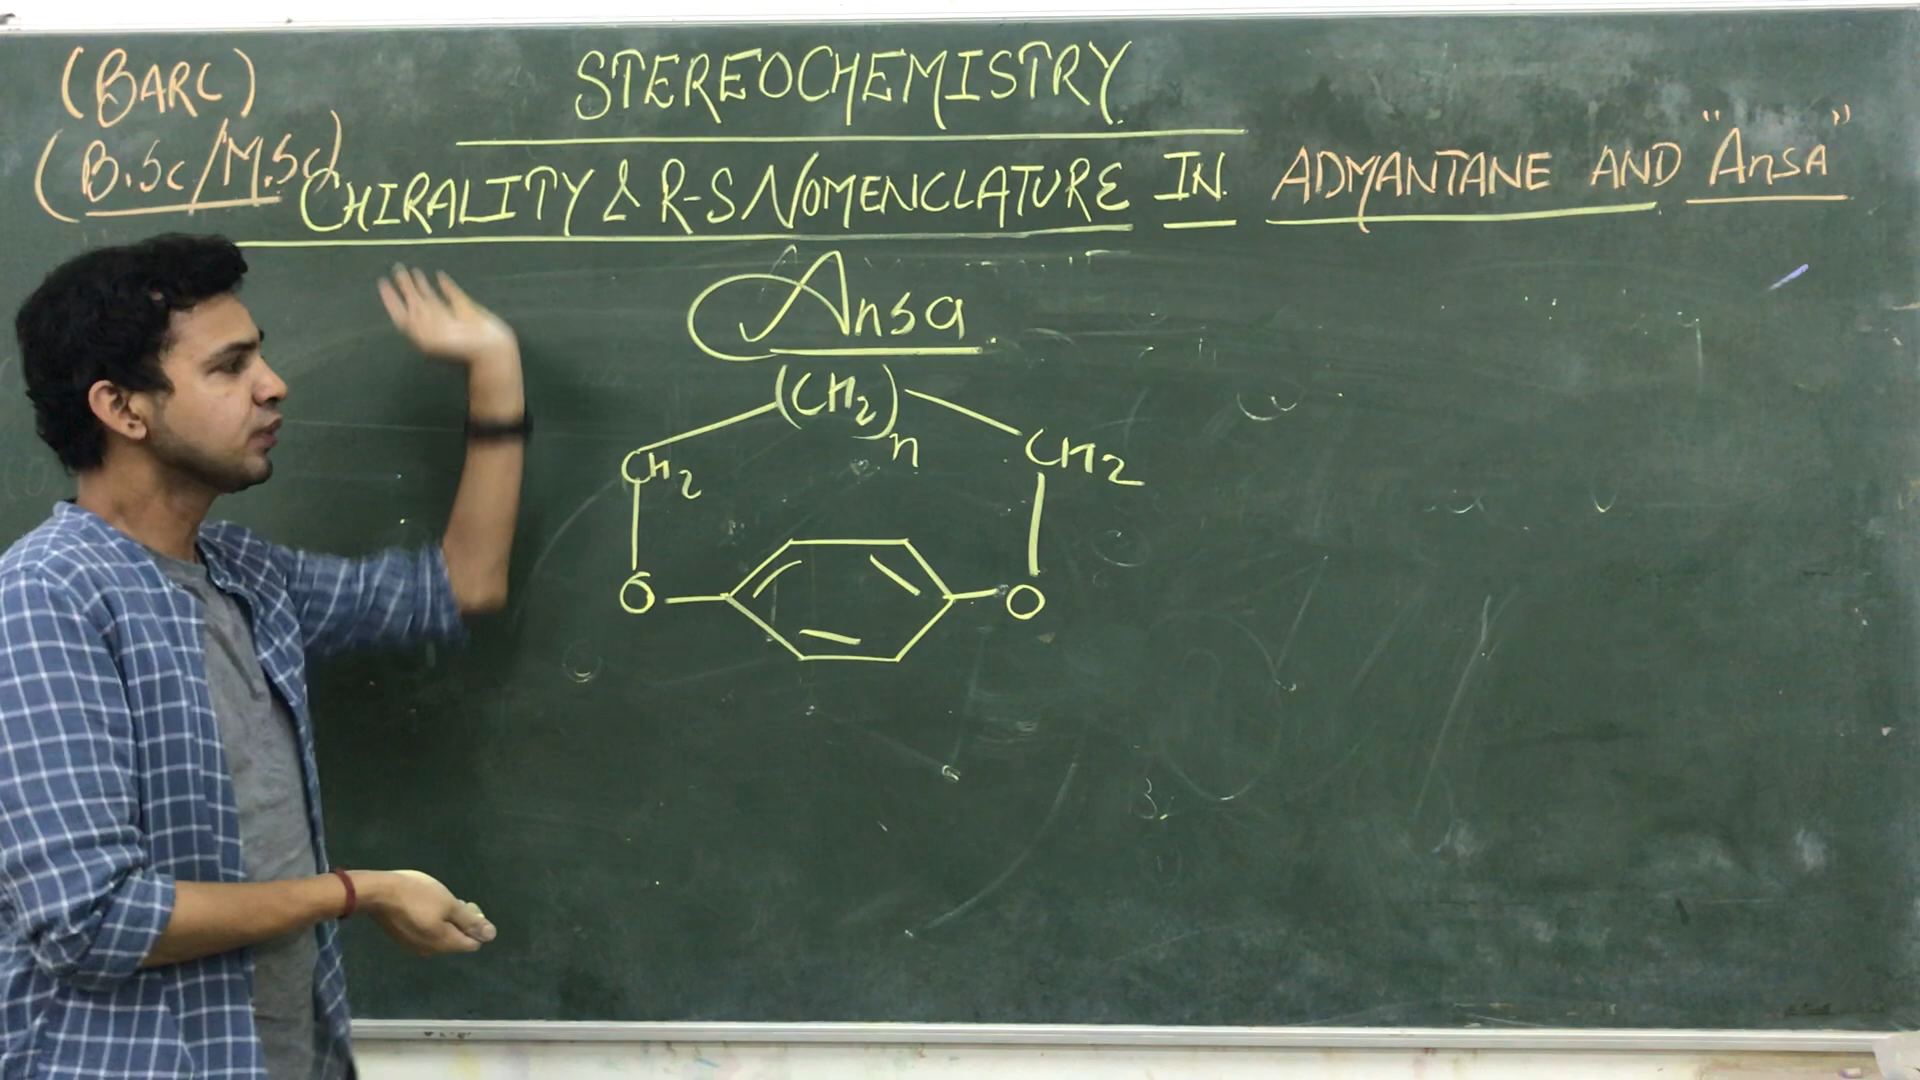 (BARC)
STEREOCHEMISTRY
(B.Sc/M.Sc)
CHIRALITY & R-S NOMENCLATURE IN ADMANTANE AND "Ansa"
Ansa
(CH2)n
CH2 CH2
O O